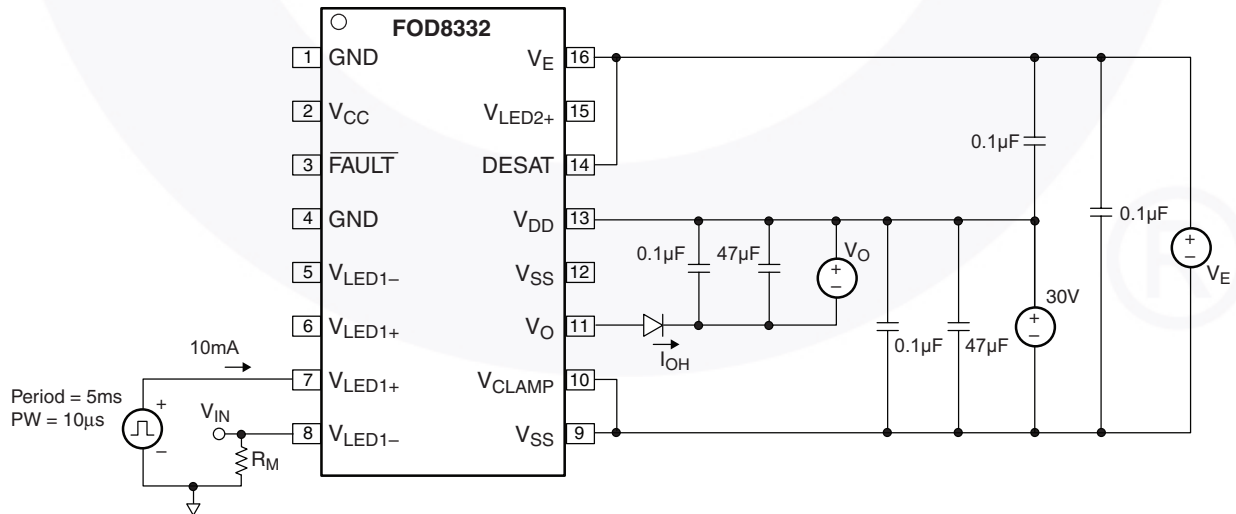 FOD8332
1 GND
2 VCC
3 FAULT
4 GND
5 VLED1–
6 VLED1+
7 VLED1+
8 VLED1–
VE 16
VLED2+ 15
DESAT 14
VDD 13
VSS 12
VO 11
VCLAMP 10
VSS 9
10mA
Period = 5ms
PW = 10µs
+
–
VIN
RM
0.1µF
47µF
+
–
VO
IOH
0.1µF
47µF
30V
+
–
0.1µF
0.1µF
+
–
VE
®